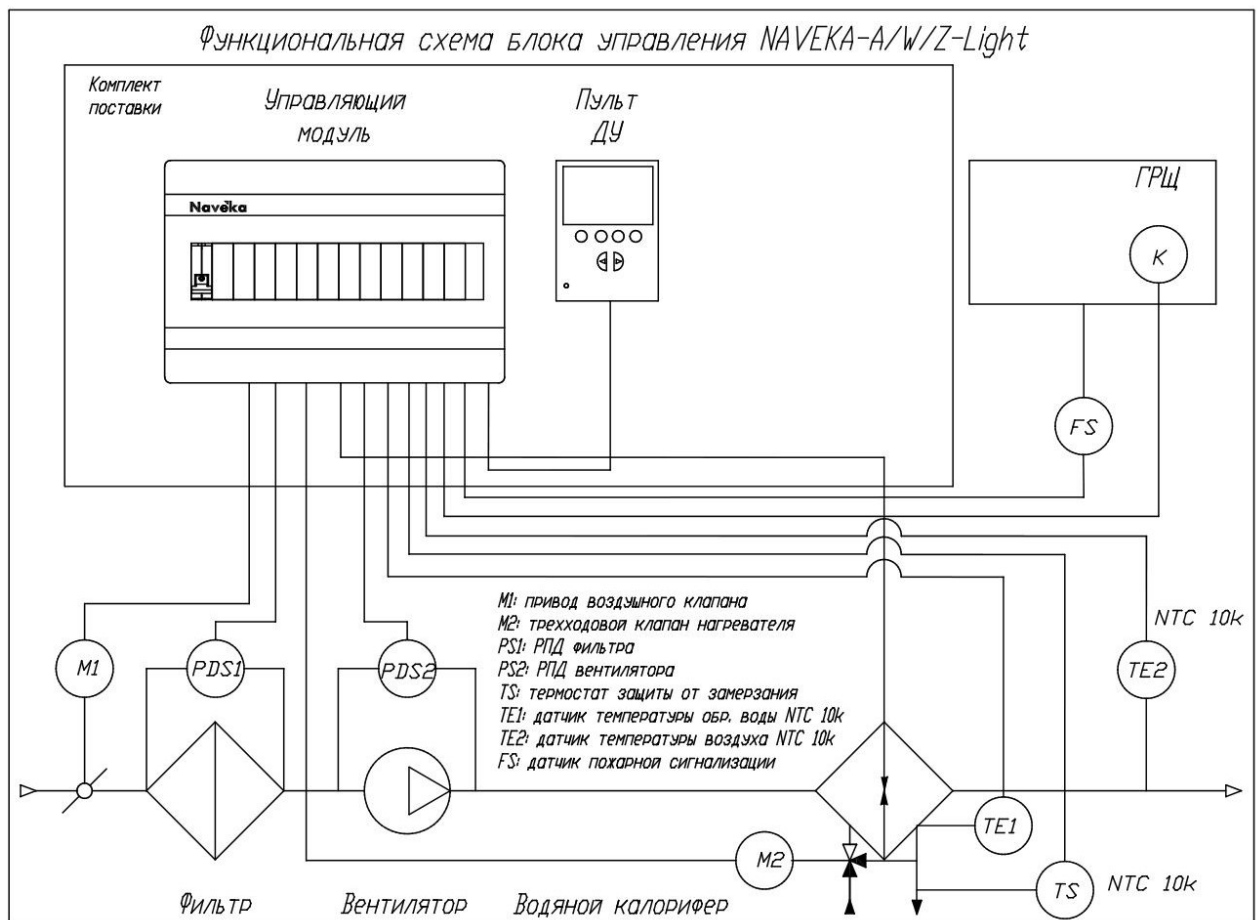 Функциональная схема блока управления NAVEKA-A/W/Z-Light
Комплект
поставки
Управляющий
модуль
Пульт
ДУ
ГРЩ
Naveka
К
FS
M1: привод воздушного клапана
M2: трехходовой клапан нагревателя
PS1: РПД фильтра
PS2: РПД вентилятора
TS: термостат защиты от замерзания
TE1: датчик температуры обр. воды NTC 10k
TE2: датчик температуры воздуха NTC 10k
FS: датчик пожарной сигнализации
NTC 10k
M1
PDS1
PDS2
TE2
TE1
M2
TS
NTC 10k
Фильтр
Вентилятор
Водяной калорифер